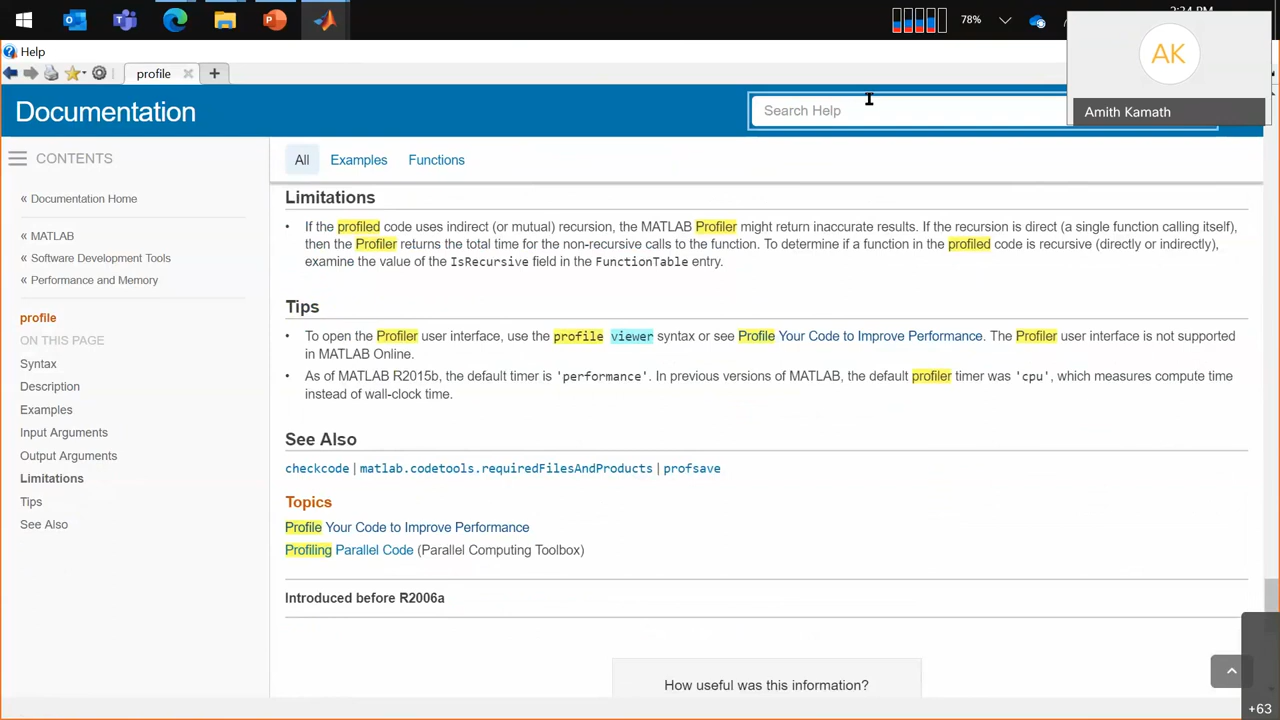 78%
Help
profile
AK
Amith Kamath
Documentation
Search Help
CONTENTS
All Examples Functions
« Documentation Home
« MATLAB
« Software Development Tools
« Performance and Memory
profile
ON THIS PAGE
Syntax
Description
Examples
Input Arguments
Output Arguments
Limitations
Tips
See Also
Limitations
• If the profiled code uses indirect (or mutual) recursion, the MATLAB Profiler might return inaccurate results. If the recursion is direct (a single function calling itself),
then the Profiler returns the total time for the non-recursive calls to the function. To determine if a function in the profiled code is recursive (directly or indirectly),
examine the value of the IsRecursive field in the FunctionTable entry.
Tips
• To open the Profiler user interface, use the profile viewer syntax or see Profile Your Code to Improve Performance. The Profiler user interface is not supported
in MATLAB Online.
• As of MATLAB R2015b, the default timer is 'performance'. In previous versions of MATLAB, the default profiler timer was 'cpu', which measures compute time
instead of wall-clock time.
See Also
checkcode | matlab.codetools.requiredFilesAndProducts | profsave
Topics
Profile Your Code to Improve Performance
Profiling Parallel Code (Parallel Computing Toolbox)
Introduced before R2006a
How useful was this information?
+63